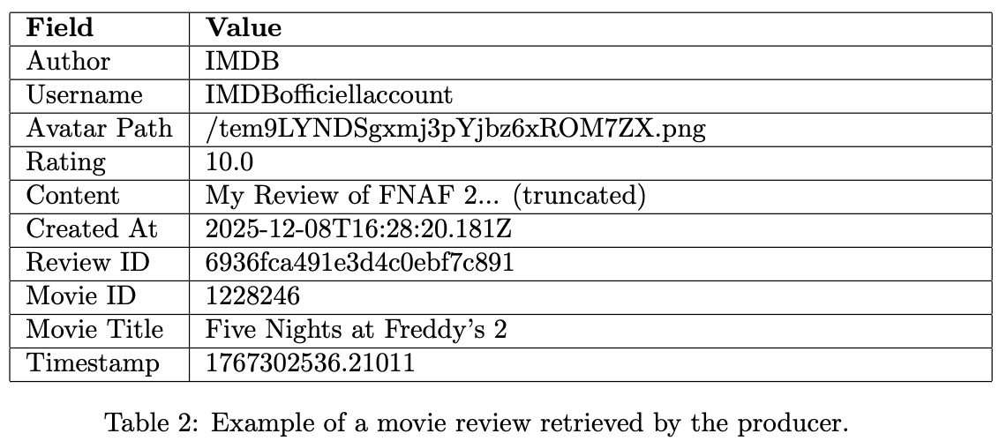 Field Value
Author IMDB
Username IMDBofficiellaccount
Avatar Path /tem9LYNDSgxmj3pYjbz6xROM7ZX.png
Rating 10.0
Content My Review of FNAF 2... (truncated)
Created At 2025-12-08T16:28:20.181Z
Review ID 6936fca491e3d4c0ebf7c891
Movie ID 1228246
Movie Title Five Nights at Freddy’s 2
Timestamp 1767302536.21011
Table 2: Example of a movie review retrieved by the producer.